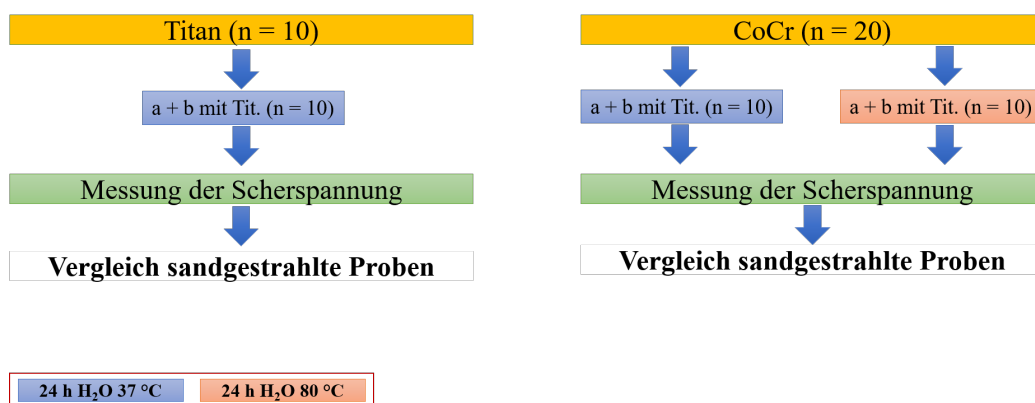 Titan (n = 10)
a + b mit Tit. (n = 10)
Messung der Scherspannung
Vergleich sandgestrahlte Proben
CoCr (n = 20)
a + b mit Tit. (n = 10)
a + b mit Tit. (n = 10)
Messung der Scherspannung
Vergleich sandgestrahlte Proben
24 h H₂O 37 °C
24 h H₂O 80 °C